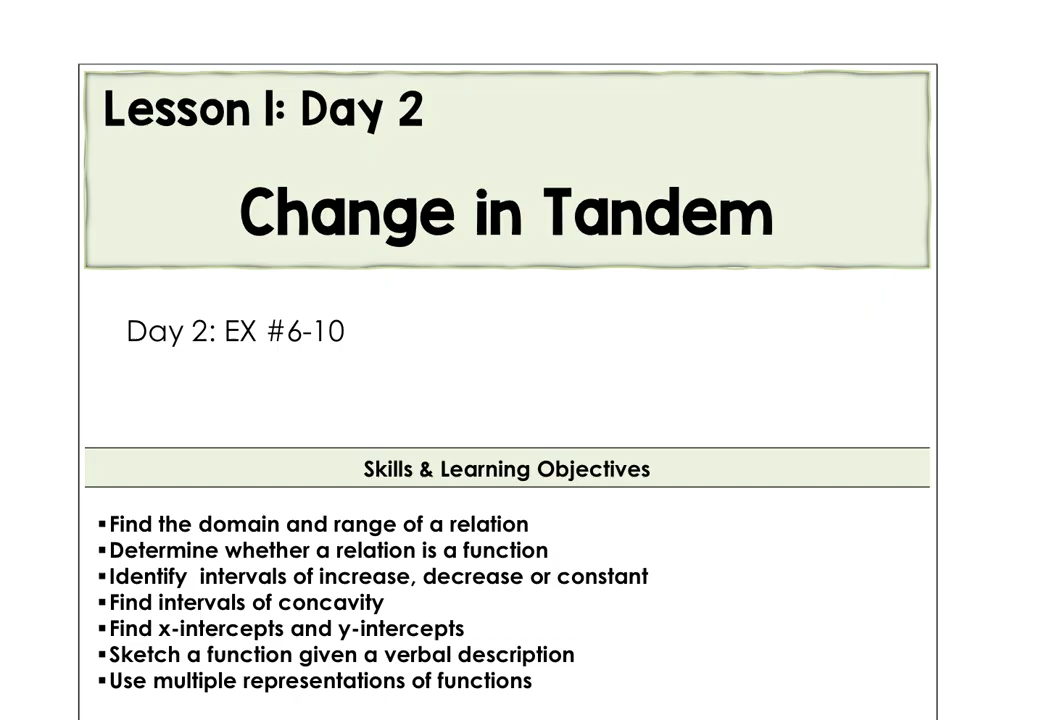 Lesson 1: Day 2
Change in Tandem
Day 2: EX #6-10
Skills & Learning Objectives
▪Find the domain and range of a relation
▪Determine whether a relation is a function
▪Identify  intervals of increase, decrease or constant
▪Find intervals of concavity
▪Find x-intercepts and y-intercepts
▪Sketch a function given a verbal description
▪Use multiple representations of functions